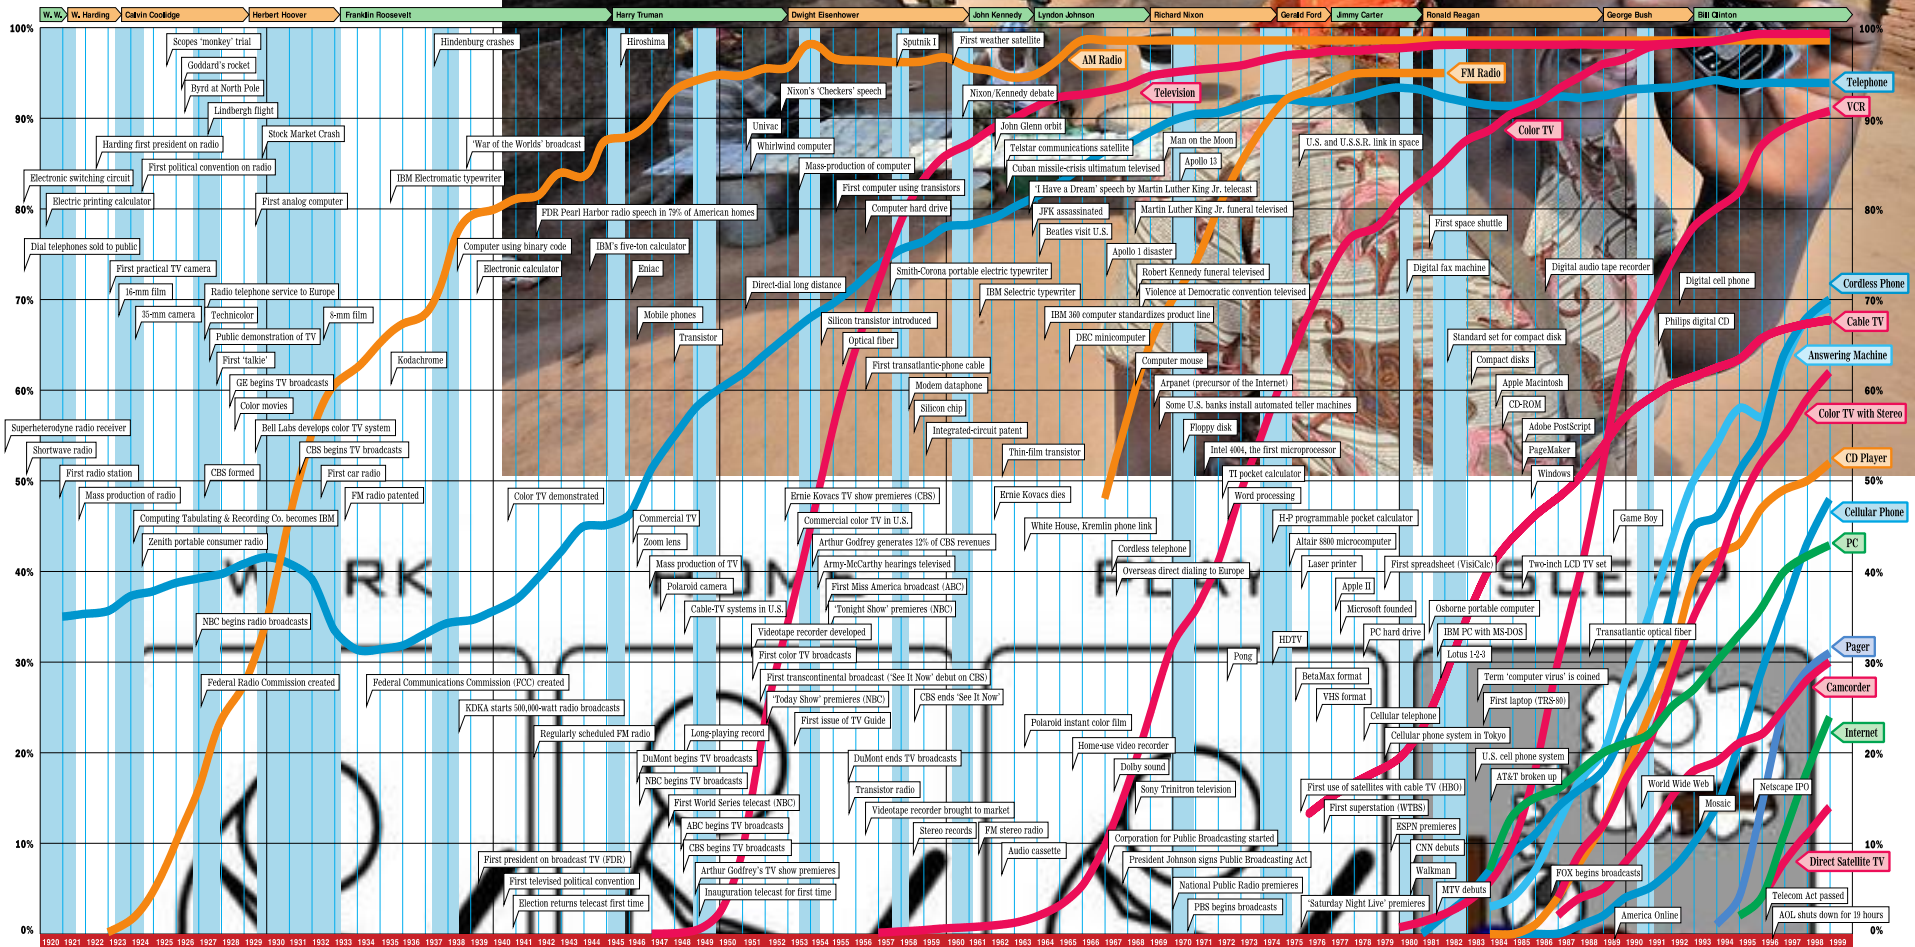 W. W.
W. Harding
Calvin Coolidge
Herbert Hoover
Franklin Roosevelt
Harry Truman
Dwight Eisenhower
John Kennedy
Lyndon Johnson
Richard Nixon
Gerald Ford
Jimmy Carter
Ronald Reagan
George Bush
Bill Clinton
100%
90%
80%
70%
60%
50%
40%
30%
20%
10%
0%
Scopes 'monkey' trial
Goddard's rocket
Byrd at North Pole
Lindbergh flight
Stock Market Crash
Harding first president on radio
First political convention on radio
Electronic switching circuit
Electric printing calculator
First analog computer
Dial telephones sold to public
First practical TV camera
16-mm film
35-mm camera
Radio telephone service to Europe
Technicolor
8-mm film
Public demonstration of TV
First 'talkie'
GE begins TV broadcasts
Color movies
Superheterodyne radio receiver
Bell Labs develops color TV system
Shortwave radio
CBS begins TV broadcasts
First radio station
CBS formed
First car radio
Mass production of radio
FM radio patented
Computing Tabulating & Recording Co. becomes IBM
Zenith portable consumer radio
NBC begins radio broadcasts
Federal Radio Commission created
Federal Communications Commission (FCC) created
Hindenburg crashes
'War of the Worlds' broadcast
IBM Electromatic typewriter
FDR Pearl Harbor radio speech in 79% of American homes
Computer using binary code
IBM's five-ton calculator
Electronic calculator
Kodachrome
Color TV demonstrated
KDKA starts 500,000-watt radio broadcasts
Regularly scheduled FM radio
First president on broadcast TV (FDR)
First televised political convention
Election returns telecast first time
Hiroshima
Eniac
Mobile phones
Transistor
Commercial TV
Zoom lens
Mass production of TV
Polaroid camera
Cable-TV systems in U.S.
Long-playing record
DuMont begins TV broadcasts
NBC begins TV broadcasts
First World Series telecast (NBC)
ABC begins TV broadcasts
CBS begins TV broadcasts
Arthur Godfrey's TV show premieres
Inauguration telecast for first time
Nixon's 'Checkers' speech
Univac
Whirlwind computer
Mass-production of computer
First computer using transistors
Computer hard drive
Direct-dial long distance
Smith-Corona portable electric typewriter
Silicon transistor introduced
Optical fiber
First transatlantic-phone cable
Modem dataphone
Silicon chip
Integrated-circuit patent
Ernie Kovacs TV show premieres (CBS)
Commercial color TV in U.S.
Arthur Godfrey generates 12% of CBS revenues
Army-McCarthy hearings televised
First Miss America broadcast (ABC)
'Tonight Show' premieres (NBC)
Videotape recorder developed
First color TV broadcasts
First transcontinental broadcast ('See It Now' debut on CBS)
'Today Show' premieres (NBC)
CBS ends 'See It Now'
First issue of TV Guide
DuMont ends TV broadcasts
Transistor radio
Videotape recorder brought to market
Stereo records
Sputnik I
First weather satellite
Nixon/Kennedy debate
John Glenn orbit
Telstar communications satellite
Cuban missile-crisis ultimatum televised
'I Have a Dream' speech by Martin Luther King Jr. telecast
JFK assassinated
Beatles visit U.S.
Apollo 1 disaster
IBM Selectric typewriter
IBM 360 computer standardizes product line
DEC minicomputer
Thin-film transistor
Ernie Kovacs dies
White House, Kremlin phone link
Cordless telephone
Overseas direct dialing to Europe
Polaroid instant color film
Home-use video recorder
Dolby sound
Sony Trinitron television
FM stereo radio
Audio cassette
Corporation for Public Broadcasting started
President Johnson signs Public Broadcasting Act
National Public Radio premieres
PBS begins broadcasts
AM Radio
Television
Man on the Moon
Apollo 13
Martin Luther King Jr. funeral televised
Robert Kennedy funeral televised
Violence at Democratic convention televised
Computer mouse
Arpanet (precursor of the Internet)
Some U.S. banks install automated teller machines
Floppy disk
Intel 4004, the first microprocessor
TI pocket calculator
Word processing
H-P programmable pocket calculator
Altair 8800 microcomputer
Laser printer
First spreadsheet (VisiCalc)
Apple II
Microsoft founded
PC hard drive
HDTV
Pong
BetaMax format
VHS format
Cellular telephone
Cellular phone system in Tokyo
First use of satellites with cable TV (HBO)
First superstation (WTBS)
ESPN premieres
CNN debuts
Walkman
MTV debuts
'Saturday Night Live' premieres
U.S. and U.S.S.R. link in space
FM Radio
Color TV
First space shuttle
Digital fax machine
Digital audio tape recorder
Digital cell phone
Philips digital CD
Standard set for compact disk
Compact disks
Apple Macintosh
CD-ROM
Adobe PostScript
PageMaker
Windows
Game Boy
Two-inch LCD TV set
Osborne portable computer
IBM PC with MS-DOS
Lotus 1-2-3
Transatlantic optical fiber
Term 'computer virus' is coined
First laptop (TRS-80)
U.S. cell phone system
AT&T broken up
World Wide Web
Mosaic
Netscape IPO
FOX begins broadcasts
America Online
Telecom Act passed
AOL shuts down for 19 hours
Telephone
VCR
Cordless Phone
Cable TV
Answering Machine
Color TV with Stereo
CD Player
Cellular Phone
PC
Pager
Camcorder
Internet
Direct Satellite TV
100%
90%
80%
70%
60%
50%
40%
30%
20%
10%
0%
W RK
PLAY
SLEEP
1920 1921 1922 1923 1924 1925 1926 1927 1928 1929 1930 1931 1932 1933 1934 1935 1936 1937 1938 1939 1940 1941 1942 1943 1944 1945 1946 1947 1948 1949 1950 1951 1952 1953 1954 1955 1956 1957 1958 1959 1960 1961 1962 1963 1964 1965 1966 1967 1968 1969 1970 1971 1972 1973 1974 1975 1976 1977 1978 1979 1980 1981 1982 1983 1984 1985 1986 1987 1988 1989 1990 1991 1992 1993 1994 1995 1996 1997 1998 1999